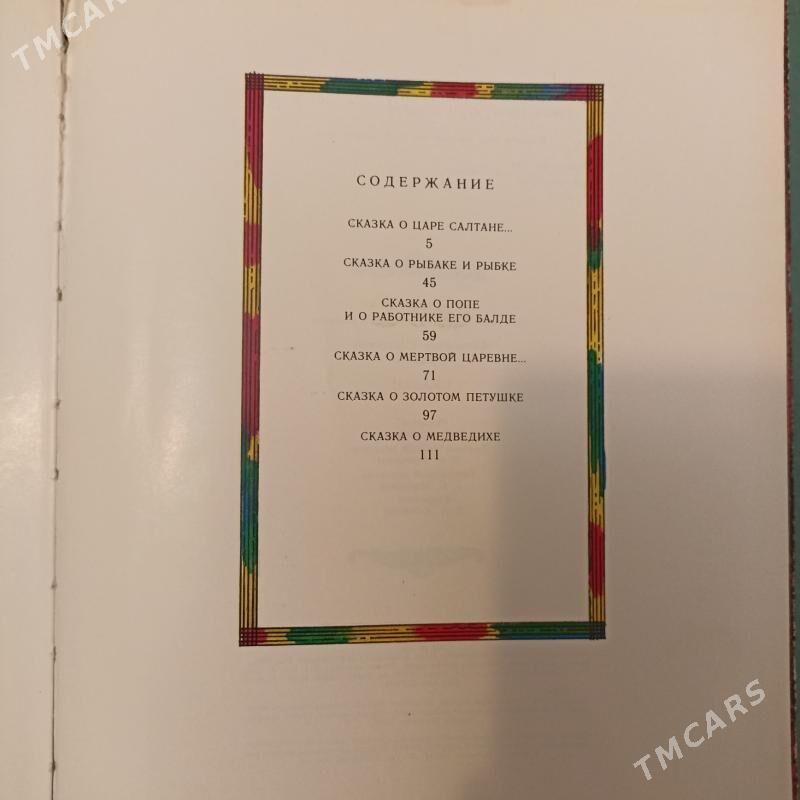 TMCARS
СОДЕРЖАНИЕ
СКАЗКА О ЦАРЕ САЛТАНЕ...
5
СКАЗКА О РЫБАКЕ И РЫБКЕ
45
СКАЗКА О ПОПЕ
И О РАБОТНИКЕ ЕГО БАЛДЕ
59
СКАЗКА О МЕРТВОЙ ЦАРЕВНЕ...
71
СКАЗКА О ЗОЛОТОМ ПЕТУШКЕ
97
СКАЗКА О МЕДВЕДИХЕ
111
TMCARS